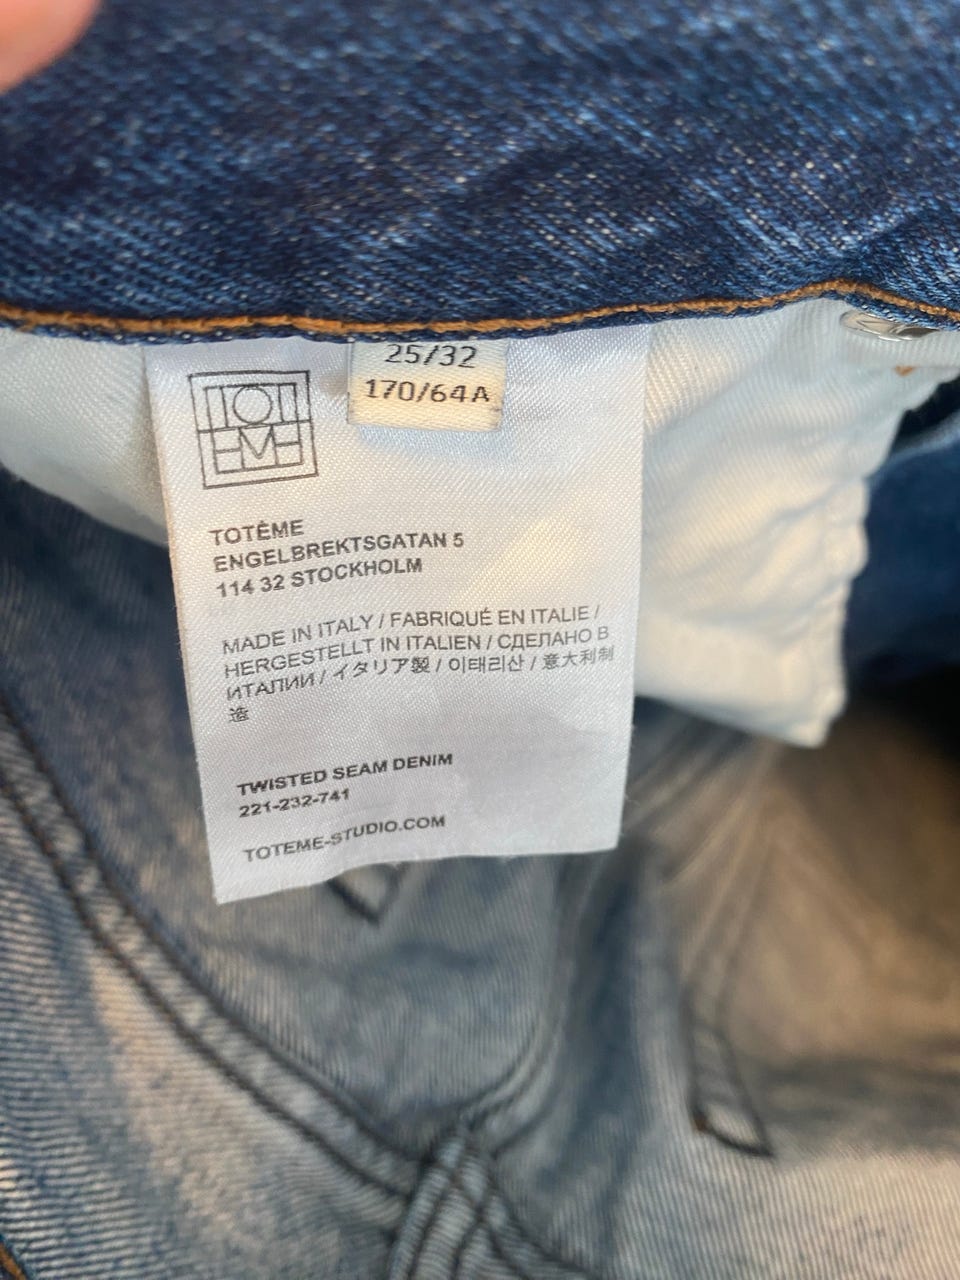 25/32
170/64A
TOTEME
TOTÊME
ENGELBREKTSGATAN 5
114 32 STOCKHOLM
MADE IN ITALY / FABRIQUÉ EN ITALIE /
HERGESTELLT IN ITALIEN / СДЕЛАНО В
ИТАЛИИ / イタリア製 / 이태리산 / 意大利制
造
TWISTED SEAM DENIM
221-232-741
TOTEME-STUDIO.COM